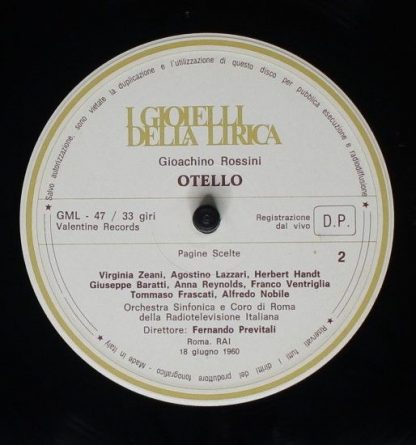 Salvo autorizzazione, sono vietate la duplicazione e l'utilizzazione di questo disco per pubblica esecuzione e radiodiffusione
I GIOIELLI
DELLA LIRICA
Gioachino Rossini
OTELLO
GML - 47 / 33 giri
Valentine Records
Registrazione
dal vivo
D.P.
Pagine Scelte
2
Virginia Zeani, Agostino Lazzari, Herbert Handt
Giuseppe Baratti, Anna Reynolds, Franco Ventriglia
Tommaso Frascati, Alfredo Nobile
Orchestra Sinfonica e Coro di Roma
della Radiotelevisione Italiana
Direttore: Fernando Previtali
Roma. RAI
18 giugno 1960
Riservati tutti i diritti del produttore fonografico - Made in Italy